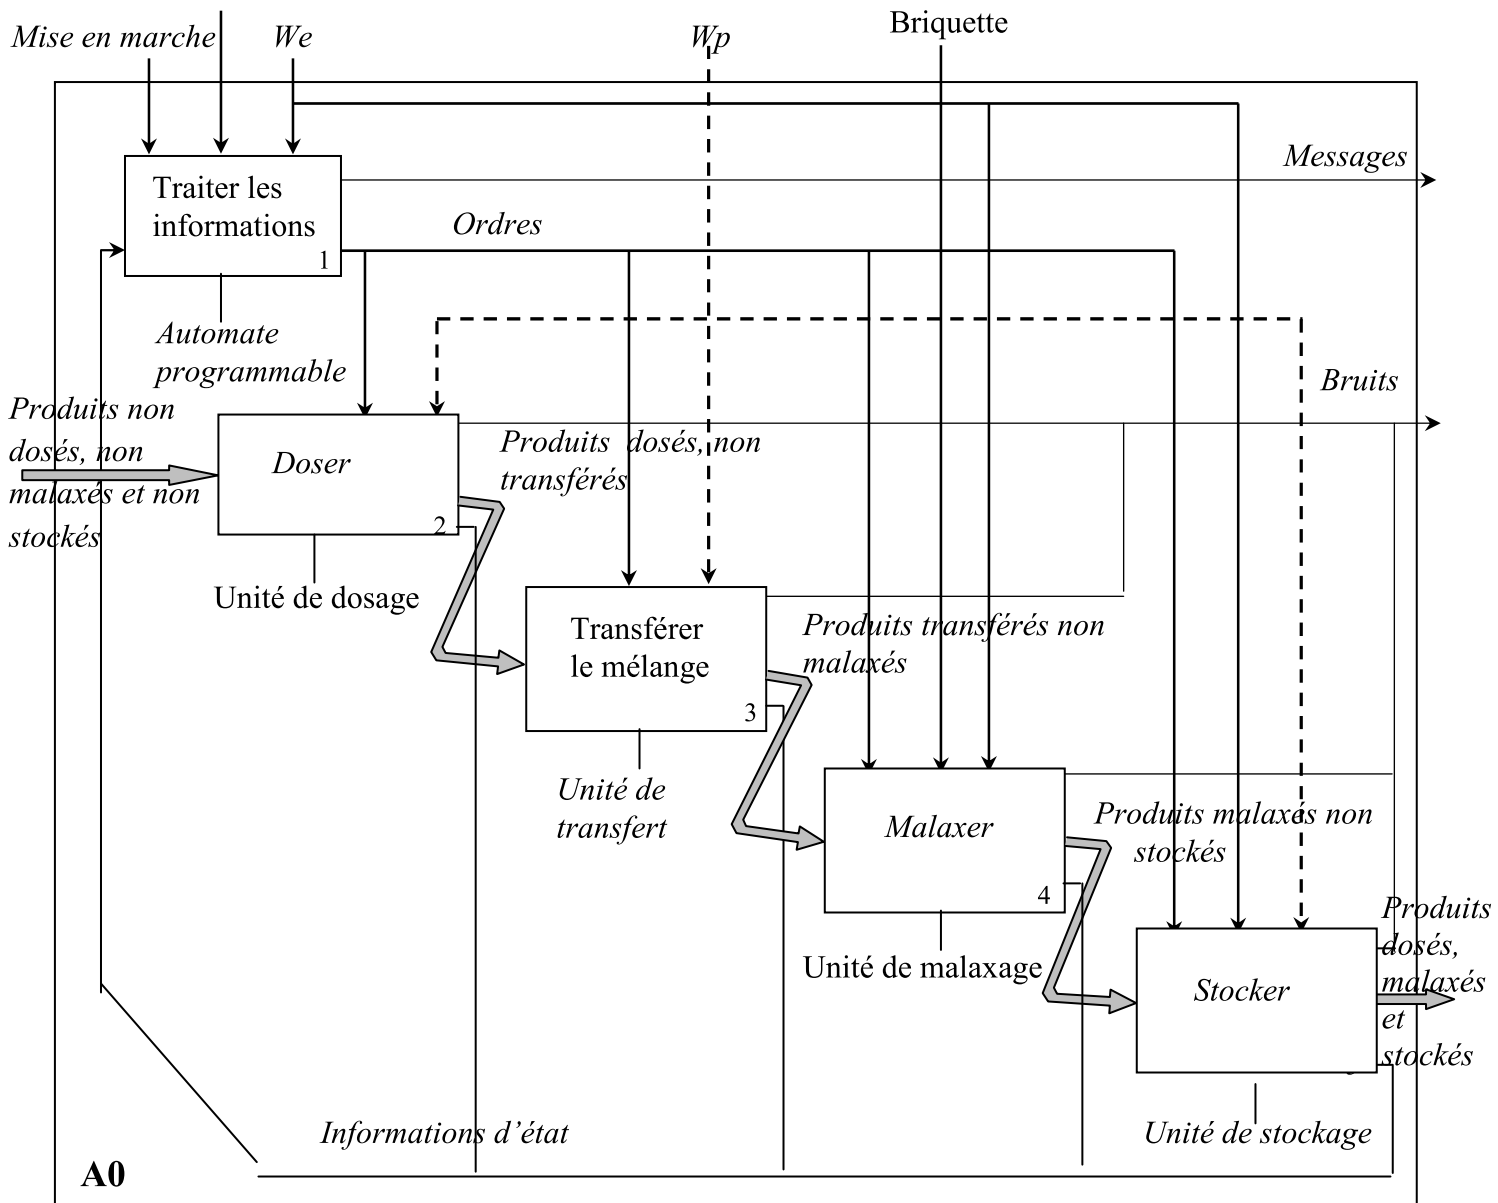 Briquette
Mise en marche
We
Wp
Messages
Traiter les
informations
1
Ordres
Automate
programmable
Bruits
Produits non
dosés, non
malaxés et non
stockés
Doser
2
Produits dosés, non
transférés
Unité de dosage
Transférer
le mélange
3
Produits transférés non
malaxés
Unité de
transfert
Malaxer
4
Produits malaxés non
stockés
Unité de malaxage
Produits
dosés,
malaxés
et
stockés
Stocker
Unité de stockage
Informations d’état
A0